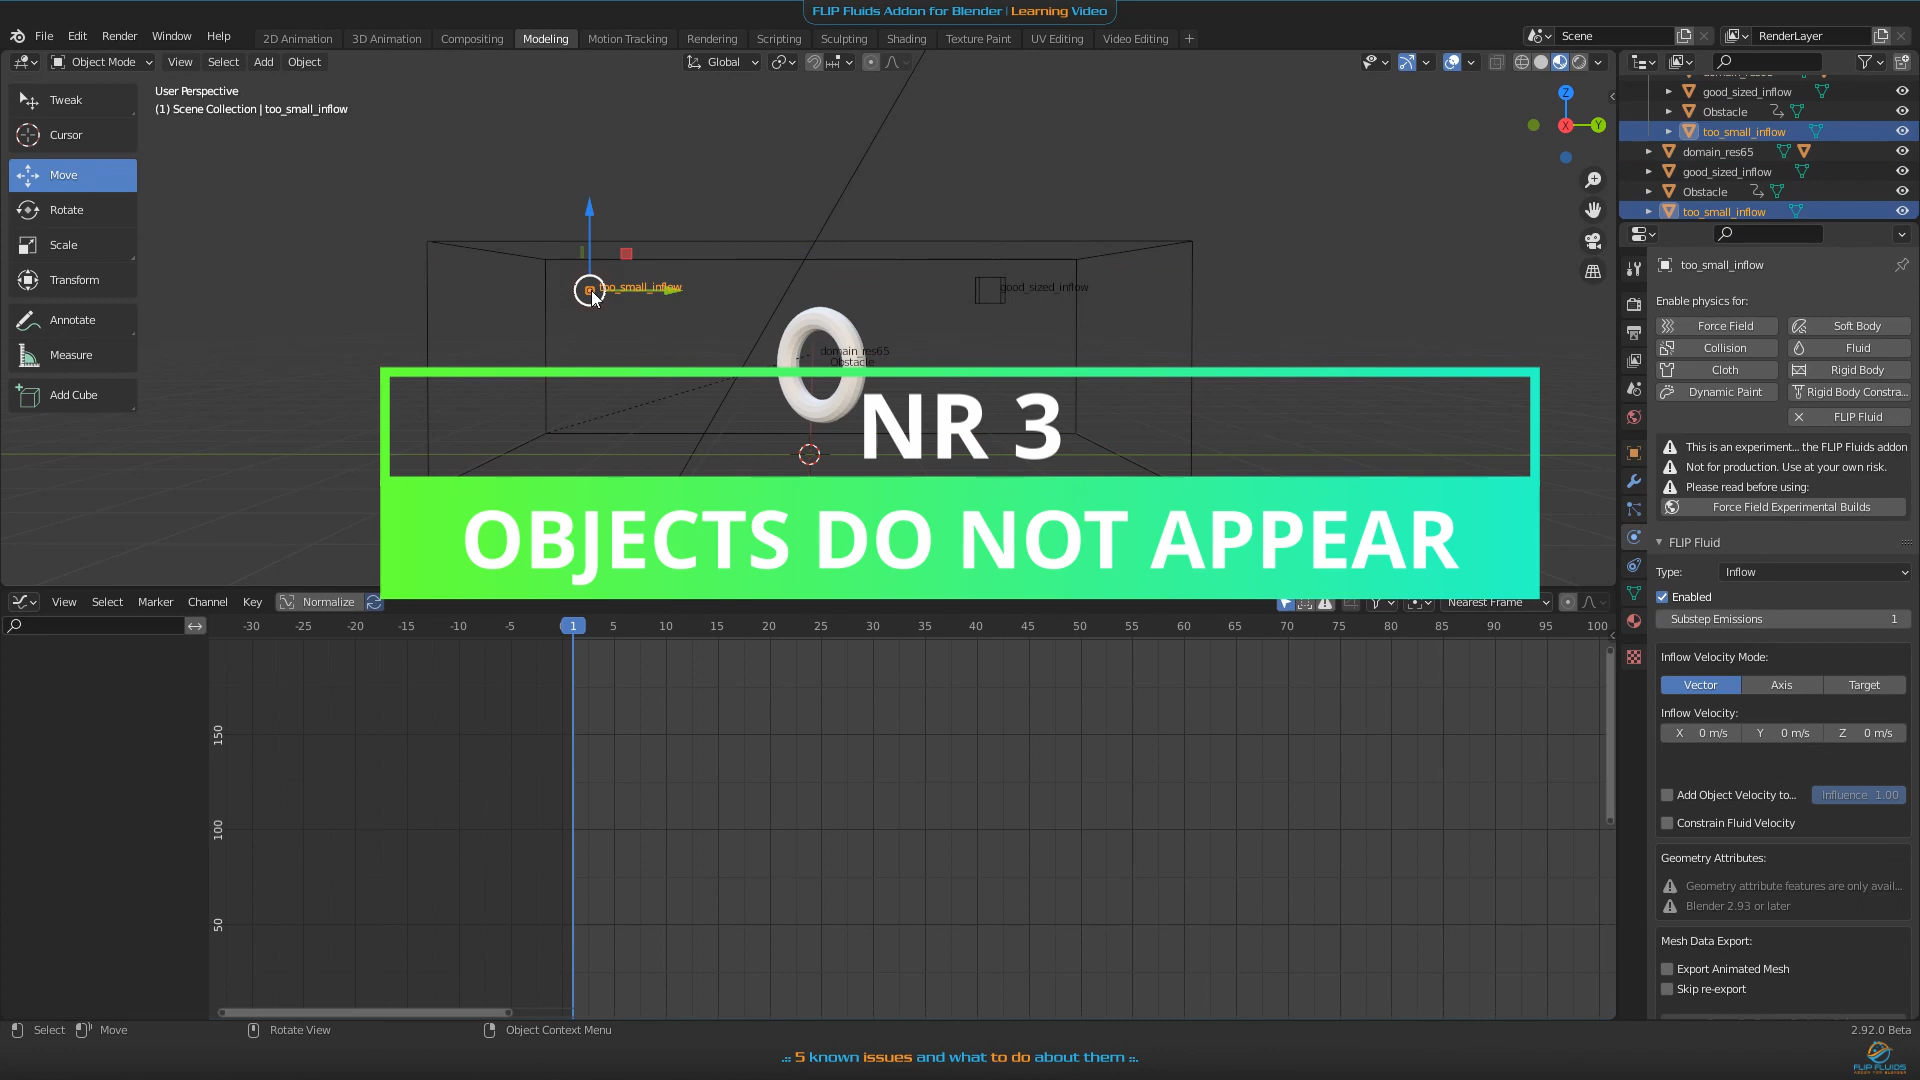 FLIP Fluids Addon for Blender | Learning Video
File Edit Render Window Help
2D Animation 3D Animation Compositing Modeling Motion Tracking Rendering Scripting Sculpting Shading Texture Paint UV Editing Video Editing +
Scene
RenderLayer
Object Mode View Select Add Object
Global
User Perspective
(1) Scene Collection | too_small_inflow
Tweak
Cursor
Move
Rotate
Scale
Transform
Annotate
Measure
Add Cube
too_small_inflow
good_sized_inflow
domain_res65
Obstacle
Z
X
Y
NR 3
OBJECTS DO NOT APPEAR
good_sized_inflow
Obstacle
too_small_inflow
domain_res65
good_sized_inflow
Obstacle
too_small_inflow
too_small_inflow
Enable physics for:
Force Field Soft Body
Collision Fluid
Cloth Rigid Body
Dynamic Paint Rigid Body Constra...
FLIP Fluid
This is an experiment... the FLIP Fluids addon
Not for production. Use at your own risk.
Please read before using:
Force Field Experimental Builds
FLIP Fluid
Type: Inflow
Enabled
Substep Emissions 1
Inflow Velocity Mode:
Vector Axis Target
Inflow Velocity:
X 0 m/s Y 0 m/s Z 0 m/s
Add Object Velocity to... Influence 1.00
Constrain Fluid Velocity
Geometry Attributes:
Geometry attribute features are only avail...
Blender 2.93 or later
Mesh Data Export:
Export Animated Mesh
Skip re-export
View Select Marker Channel Key Normalize
Nearest Frame
-30 -25 -20 -15 -10 -5 1 5 10 15 20 25 30 35 40 45 50 55 60 65 70 75 80 85 90 95 100
150
100
50
Select Move Rotate View Object Context Menu
2.92.0 Beta
.:: 5 known issues and what to do about them ::.
FLIP FLUIDS